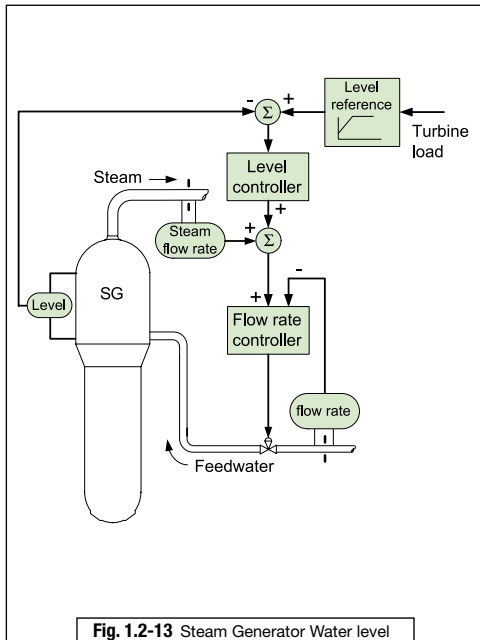 Level
reference
-
Σ
+
Turbine
load
Level
controller
Steam
+
Steam
flow rate
+
Σ
-
Level
SG
+
Flow rate
controller
flow rate
Feedwater
Fig. 1.2-13 Steam Generator Water level